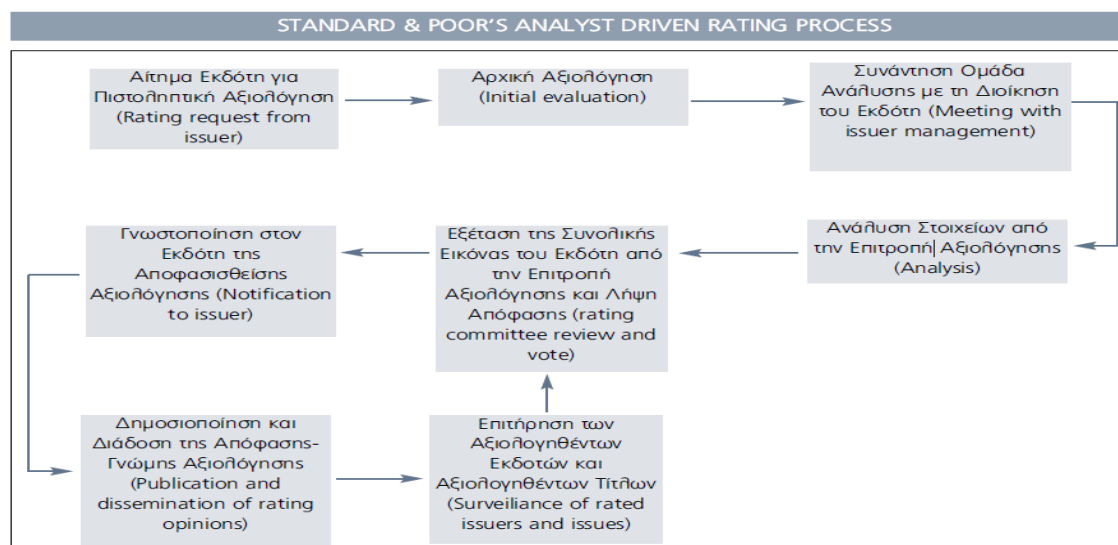 STANDARD & POOR'S ANALYST DRIVEN RATING PROCESS
Αίτημα Εκδότη για
Πιστοληπτική Αξιολόγηση
(Rating request from
issuer)
Αρχική Αξιολόγηση
(Initial evaluation)
Συνάντηση Ομάδα
Ανάλυσης με τη Διοίκηση
του Εκδότη (Meeting with
issuer management)
Ανάλυση Στοιχείων από
την Επιτροπή Αξιολόγησης
(Analysis)
Εξέταση της Συνολικής
Εικόνας του Εκδότη από
την Επιτροπή
Αξιολόγησης και Λήψη
Απόφασης (rating
committee review and
vote)
Γνωστοποίηση στον
Εκδότη της
Αποφασισθείσης
Αξιολόγησης (Notification
to issuer)
Δημοσιοποίηση και
Διάδοση της Απόφασης-
Γνώμης Αξιολόγησης
(Publication and
dissemination of rating
opinions)
Επιτήρηση των
Αξιολογηθέντων
Εκδοτών και
Αξιολογηθέντων Τίτλων
(Surveiliance of rated
issuers and issues)